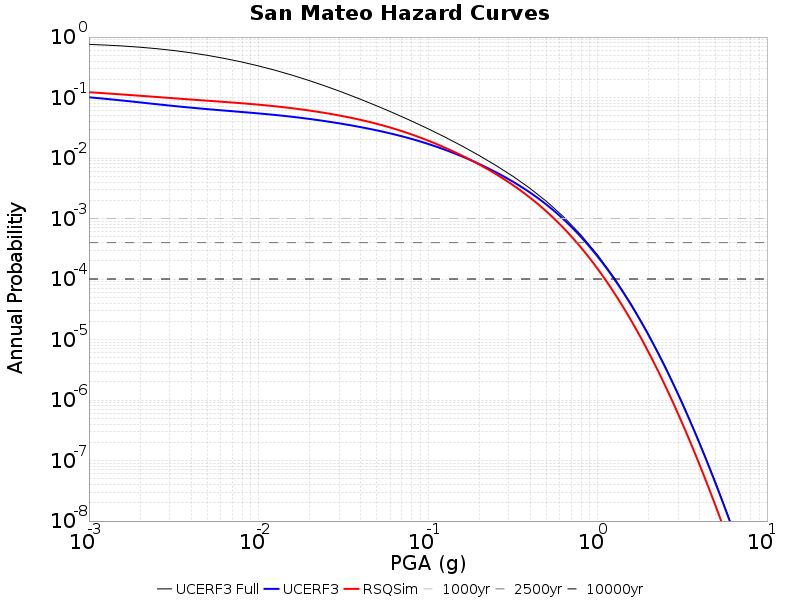 San Mateo Hazard Curves
Annual Probabilitiy
10^0
10^-1
10^-2
10^-3
10^-4
10^-5
10^-6
10^-7
10^-8
10^-3 10^-2 10^-1 10^0 10^1
PGA (g)
UCERF3 Full UCERF3 RSQSim 1000yr 2500yr 10000yr